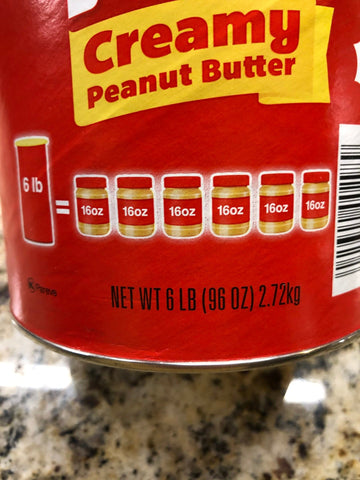 Creamy
Peanut Butter
6 lb = 16oz 16oz 16oz 16oz 16oz 16oz
K Pareve
NET WT 6 LB (96 OZ) 2.72kg